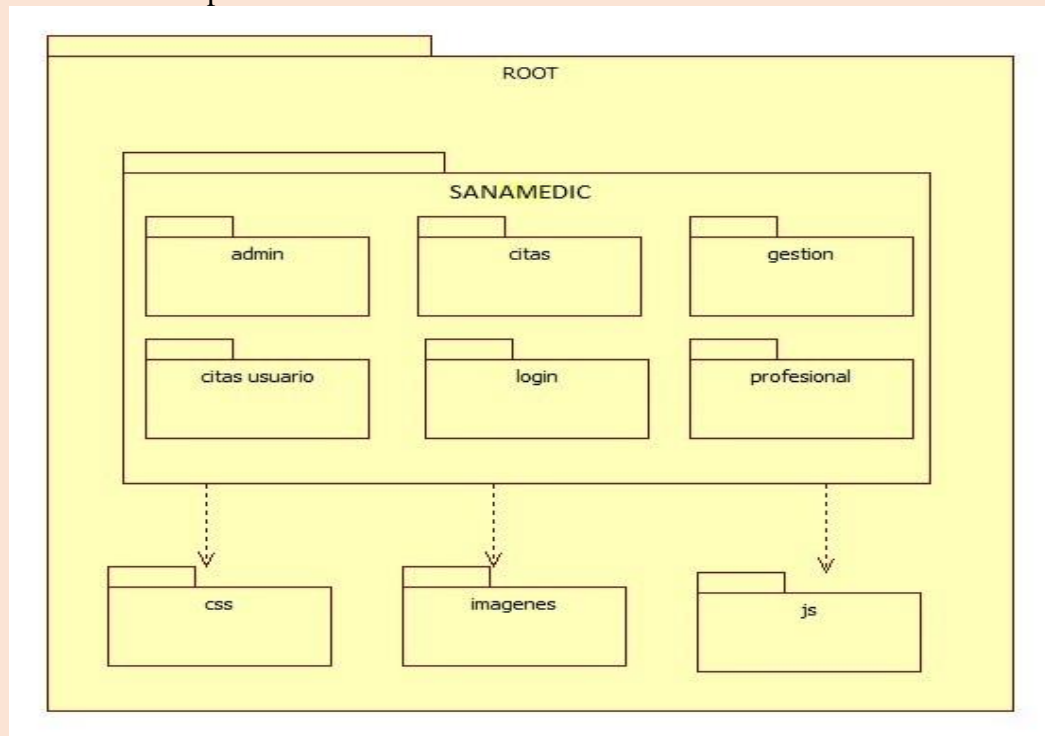 ROOT
SANAMEDIC
admin
citas
gestion
citas usuario
login
profesional
css
imagenes
js